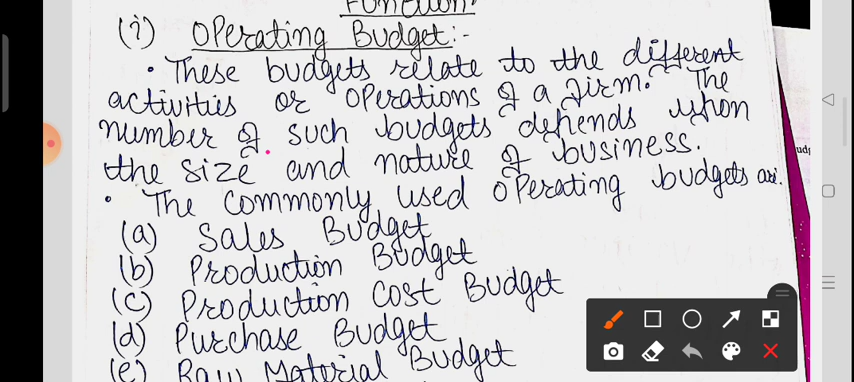 Function
(i) Operating Budget:-
• These budgets relate to the different
activities or operations of a firm. The
number of such budgets depends upon
the size and nature of business.
• The commonly used operating budgets are.
(a) Sales Budget
(b) Production Budget
(c) Production Cost Budget
(d) Purchase Budget
(e) Raw Material Budget